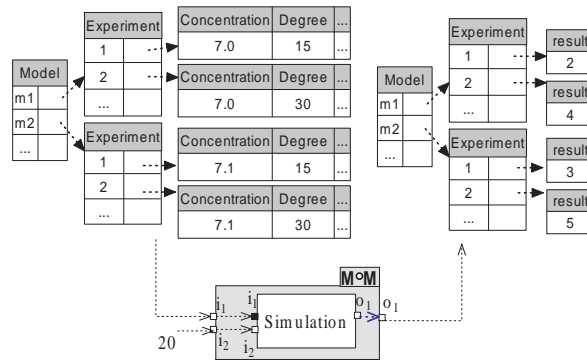 Model
m1
m2
...
Experiment
1
2
...
Concentration Degree ...
7.0 15 ...
Concentration Degree ...
7.0 30 ...
Experiment
1
2
...
Concentration Degree ...
7.1 15 ...
Concentration Degree ...
7.1 30 ...
Model
m1
m2
...
Experiment
1
2
...
result
2
result
4
Experiment
1
2
...
result
3
result
5
M°M
i1 i1 o1 o1
Simulation
20 i2 i2